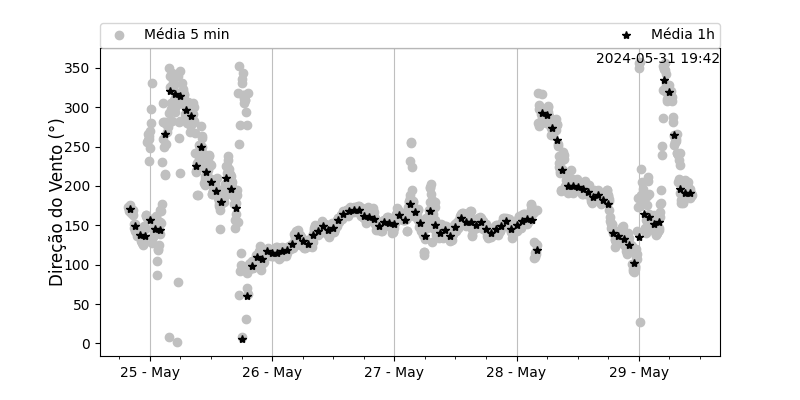 Média 5 min
Média 1h
2024-05-31 19:42
Direção do Vento (°)
350
300
250
200
150
100
50
0
25 - May
26 - May
27 - May
28 - May
29 - May